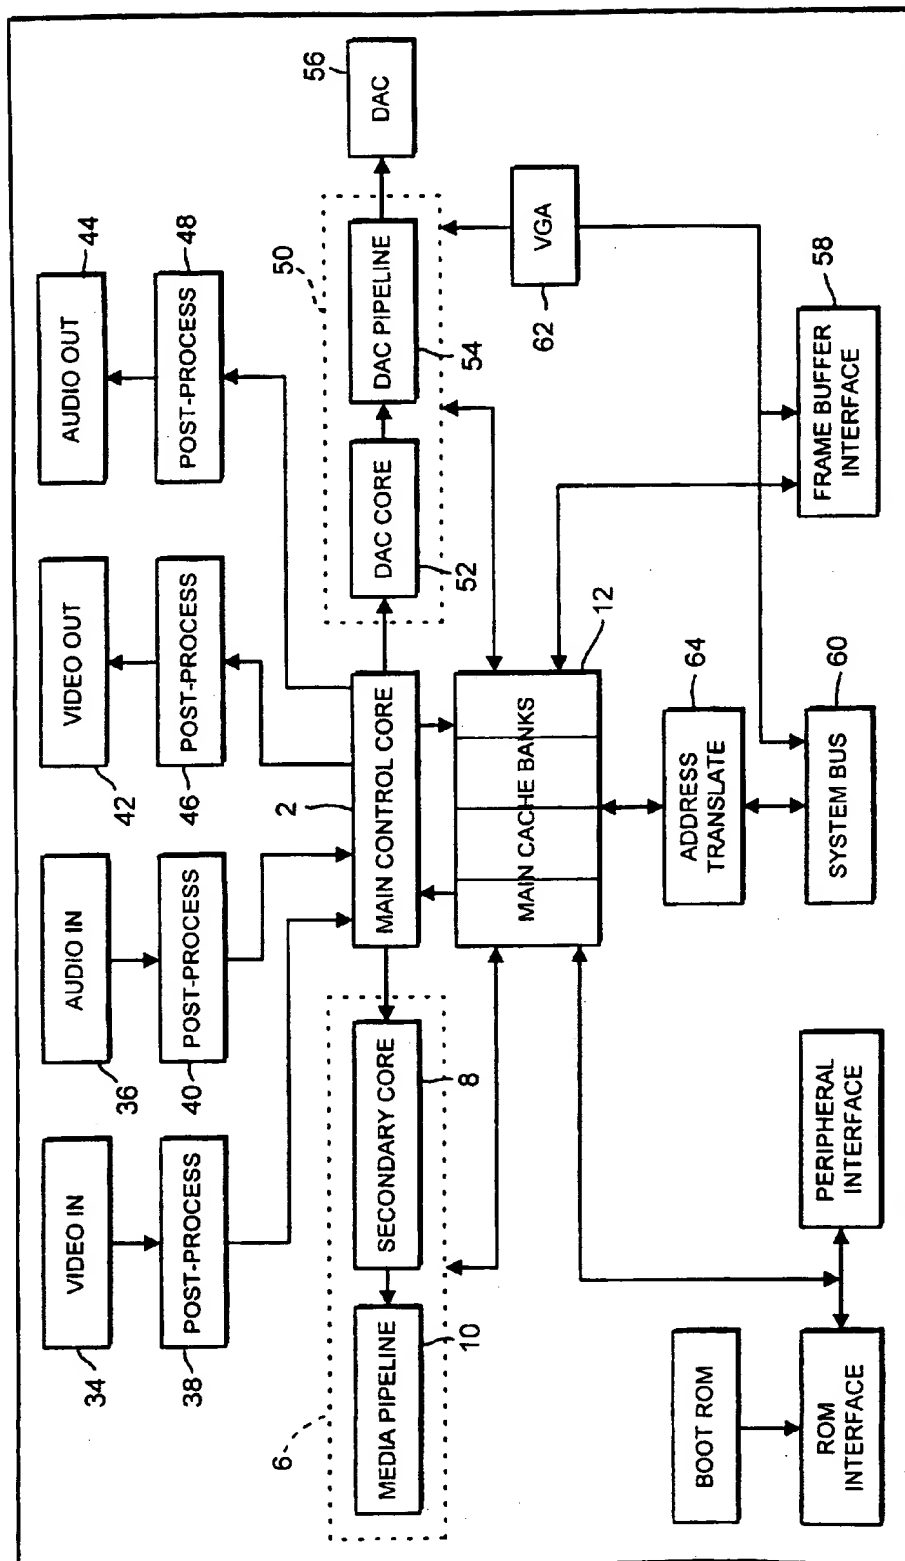 VIDEO IN
34
AUDIO IN
36
VIDEO OUT
42
AUDIO OUT
44
POST-PROCESS
38
POST-PROCESS
40
POST-PROCESS
46
POST-PROCESS
48
6
2
50
56
MEDIA PIPELINE
10
SECONDARY CORE
8
MAIN CONTROL CORE
DAC CORE
52
DAC PIPELINE
54
DAC
MAIN CACHE BANKS
12
VGA
62
ADDRESS
TRANSLATE
64
BOOT ROM
ROM
INTERFACE
PERIPHERAL
INTERFACE
SYSTEM BUS
60
FRAME BUFFER
INTERFACE
58